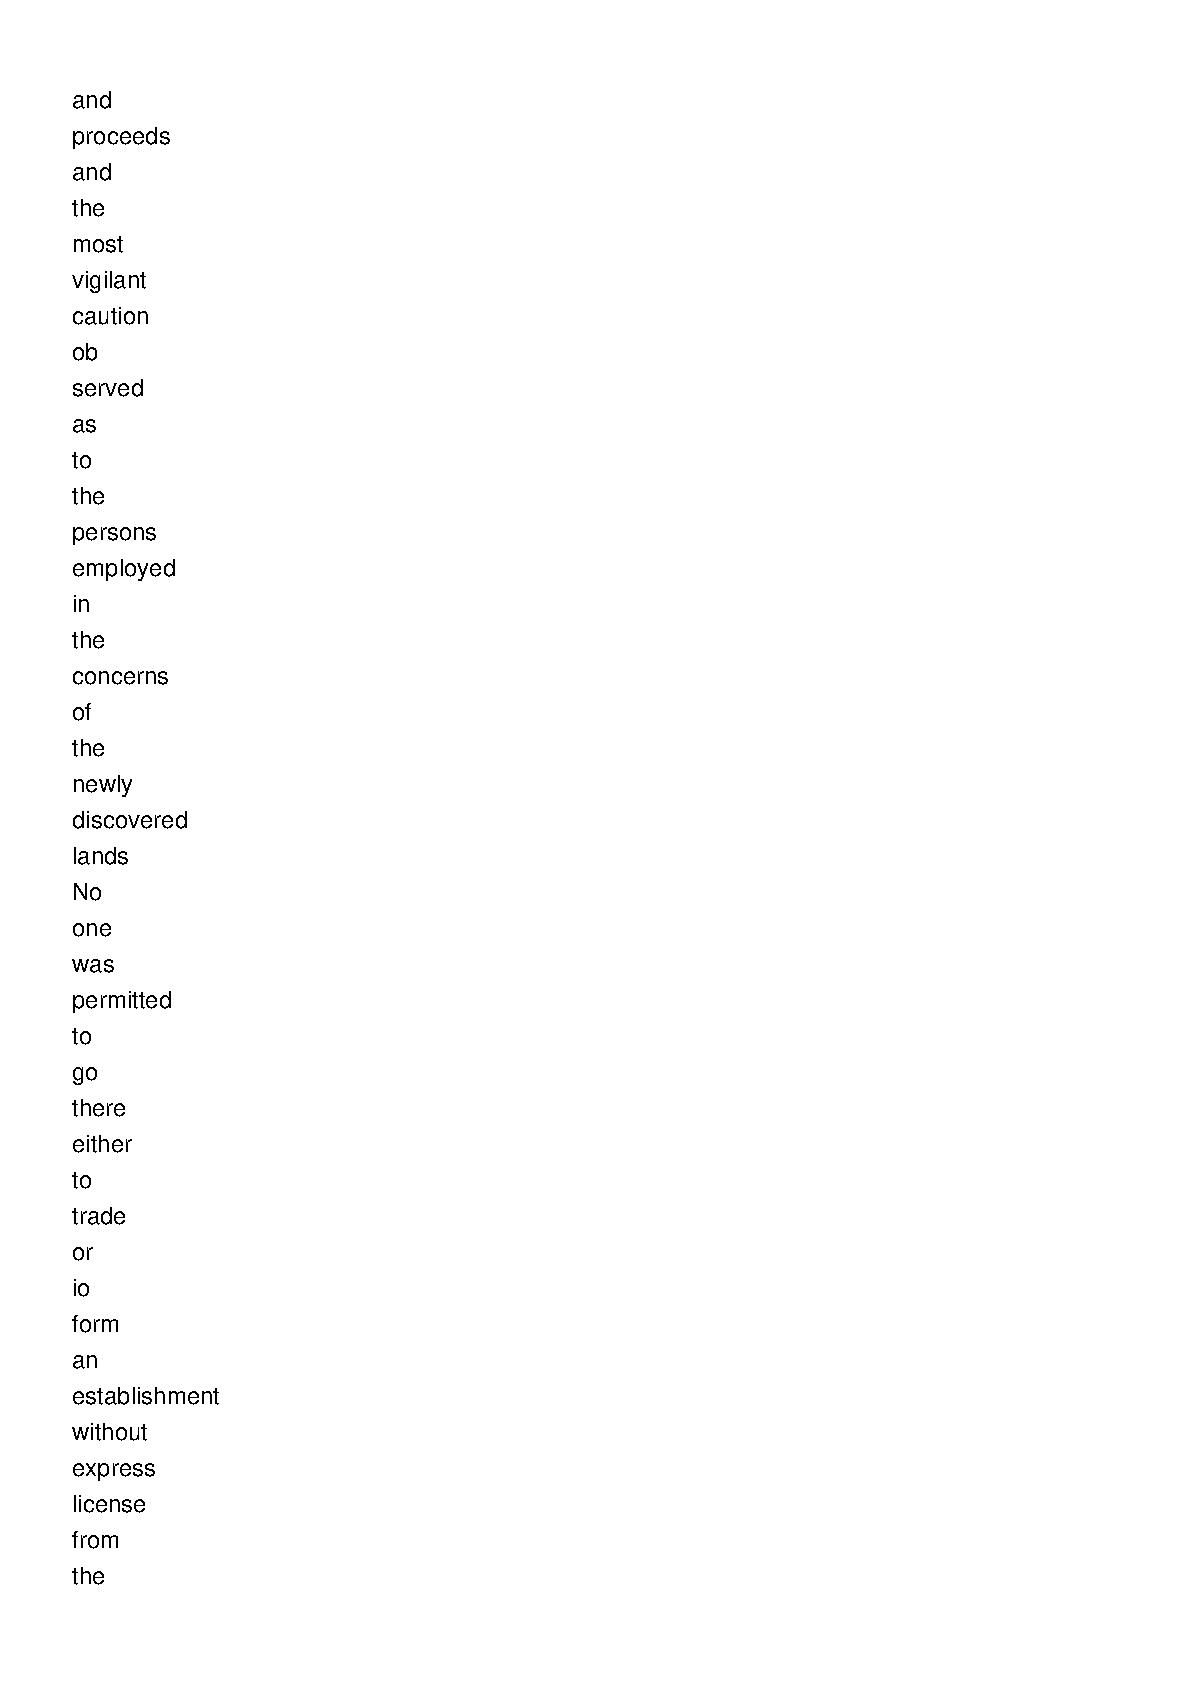 and
proceeds
and
the
most
vigilant
caution
ob
served
as
to
the
persons
employed
in
the
concerns
of
the
newly
discovered
lands
No
one
was
permitted
to
go
there
either
to
trade
or
io
form
an
establishment
without
express
license
from
the